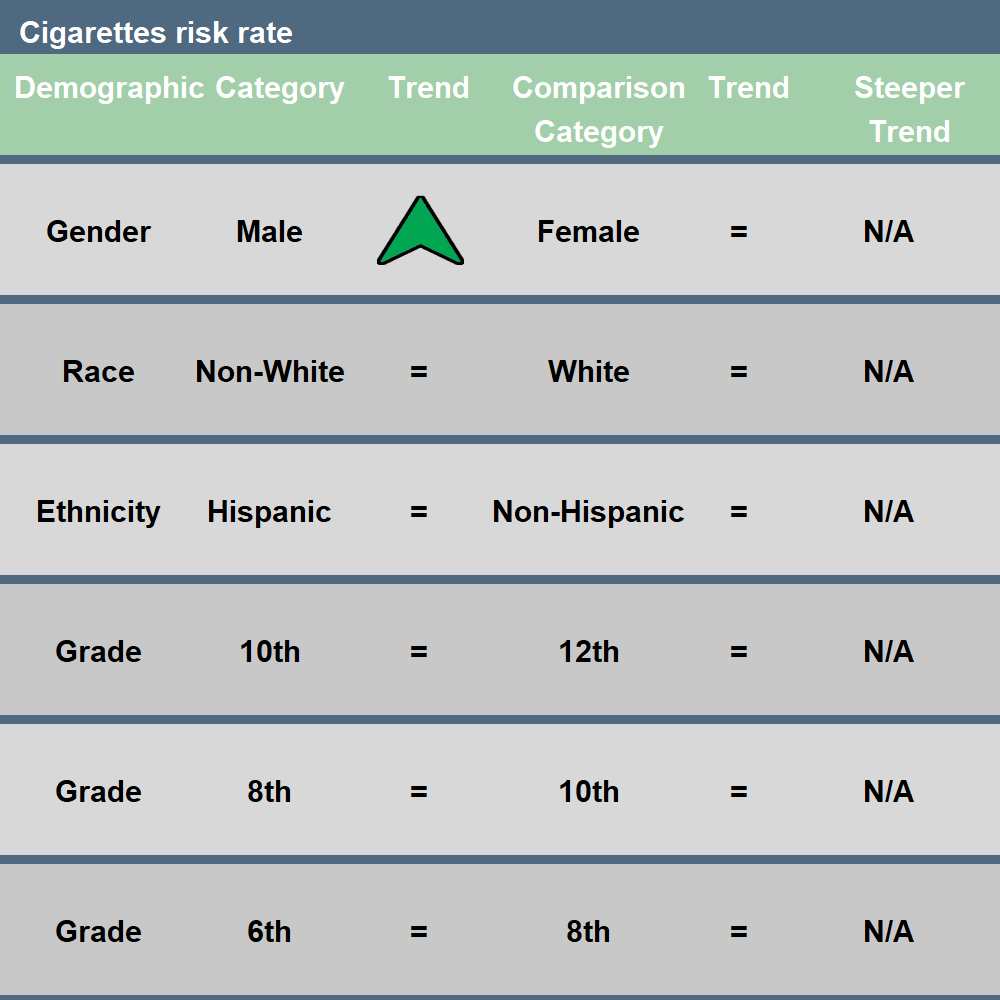 Cigarettes risk rate
Demographic Category Trend Comparison Category Trend Steeper Trend
Gender Male Female = N/A
Race Non-White = White = N/A
Ethnicity Hispanic = Non-Hispanic = N/A
Grade 10th = 12th = N/A
Grade 8th = 10th = N/A
Grade 6th = 8th = N/A